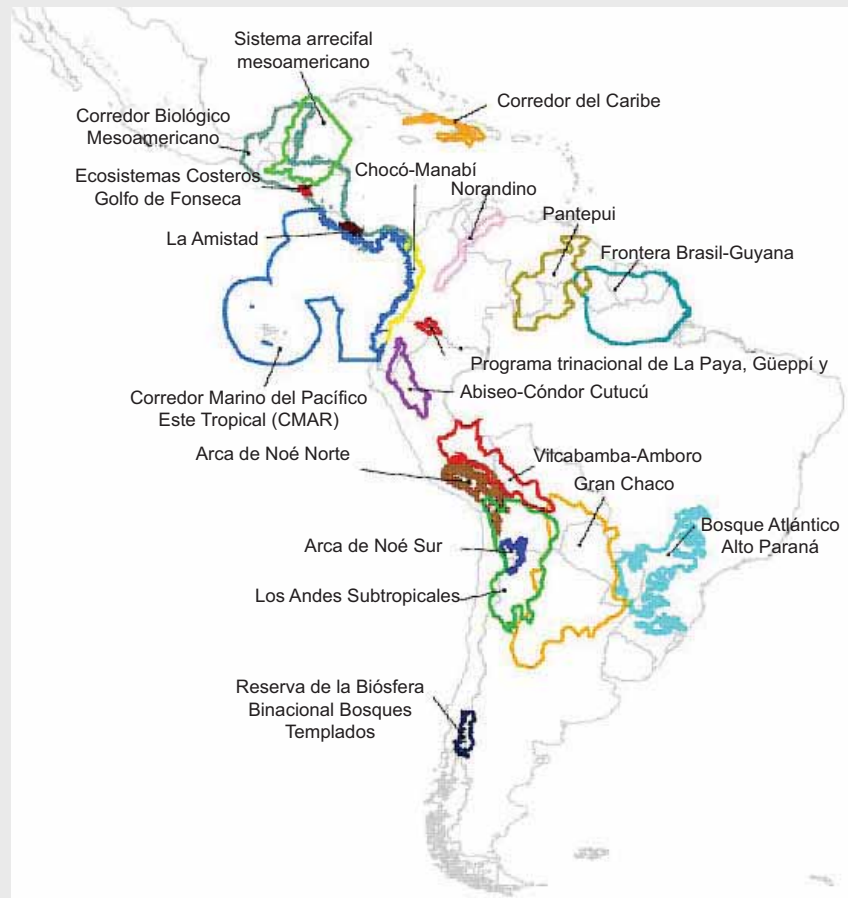 Sistema arrecifal
mesoamericano
Corredor del Caribe
Corredor Biológico
Mesoamericano
Chocó-Manabí
Ecosistemas Costeros
Golfo de Fonseca
Norandino
Pantepui
La Amistad
Frontera Brasil-Guyana
Programa trinacional de La Paya, Güeppí y
Corredor Marino del Pacífico
Este Tropical (CMAR)
Abiseo-Cóndor Cutucú
Arca de Noé Norte
Vilcabamba-Amboro
Gran Chaco
Bosque Atlántico
Alto Paraná
Arca de Noé Sur
Los Andes Subtropicales
Reserva de la Biósfera
Binacional Bosques
Templados